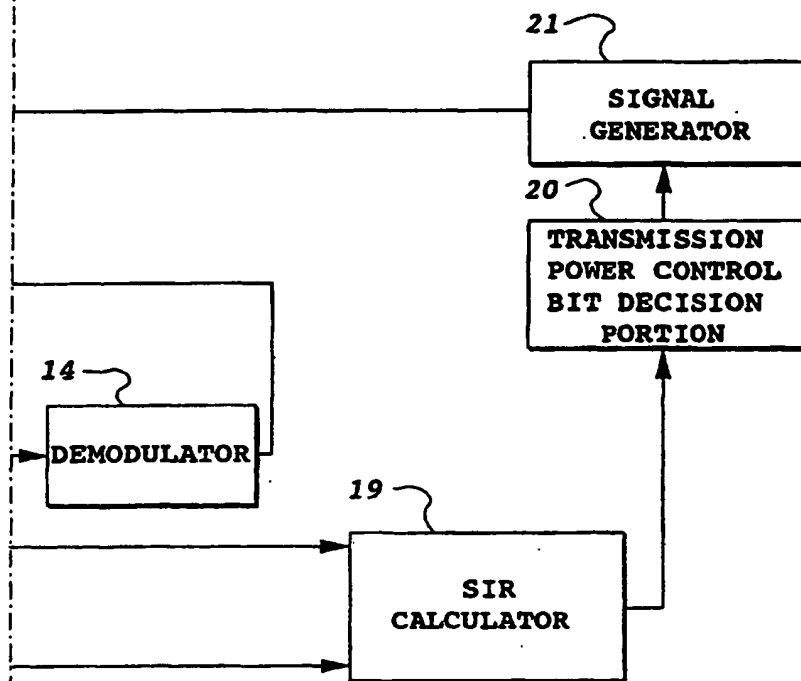 21
SIGNAL
GENERATOR
20
TRANSMISSION
POWER CONTROL
BIT DECISION
PORTION
14
DEMODULATOR
19
SIR
CALCULATOR